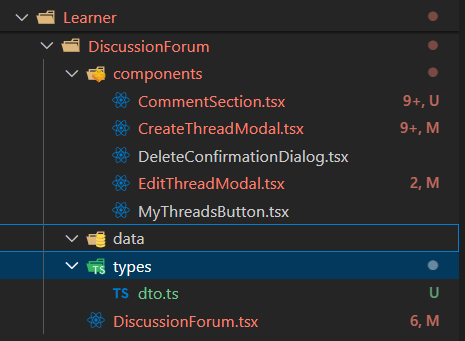 Learner
DiscussionForum
components
CommentSection.tsx 9+, U
CreateThreadModal.tsx 9+, M
DeleteConfirmationDialog.tsx
EditThreadModal.tsx 2, M
MyThreadsButton.tsx
data
TS types
TS dto.ts U
DiscussionForum.tsx 6, M